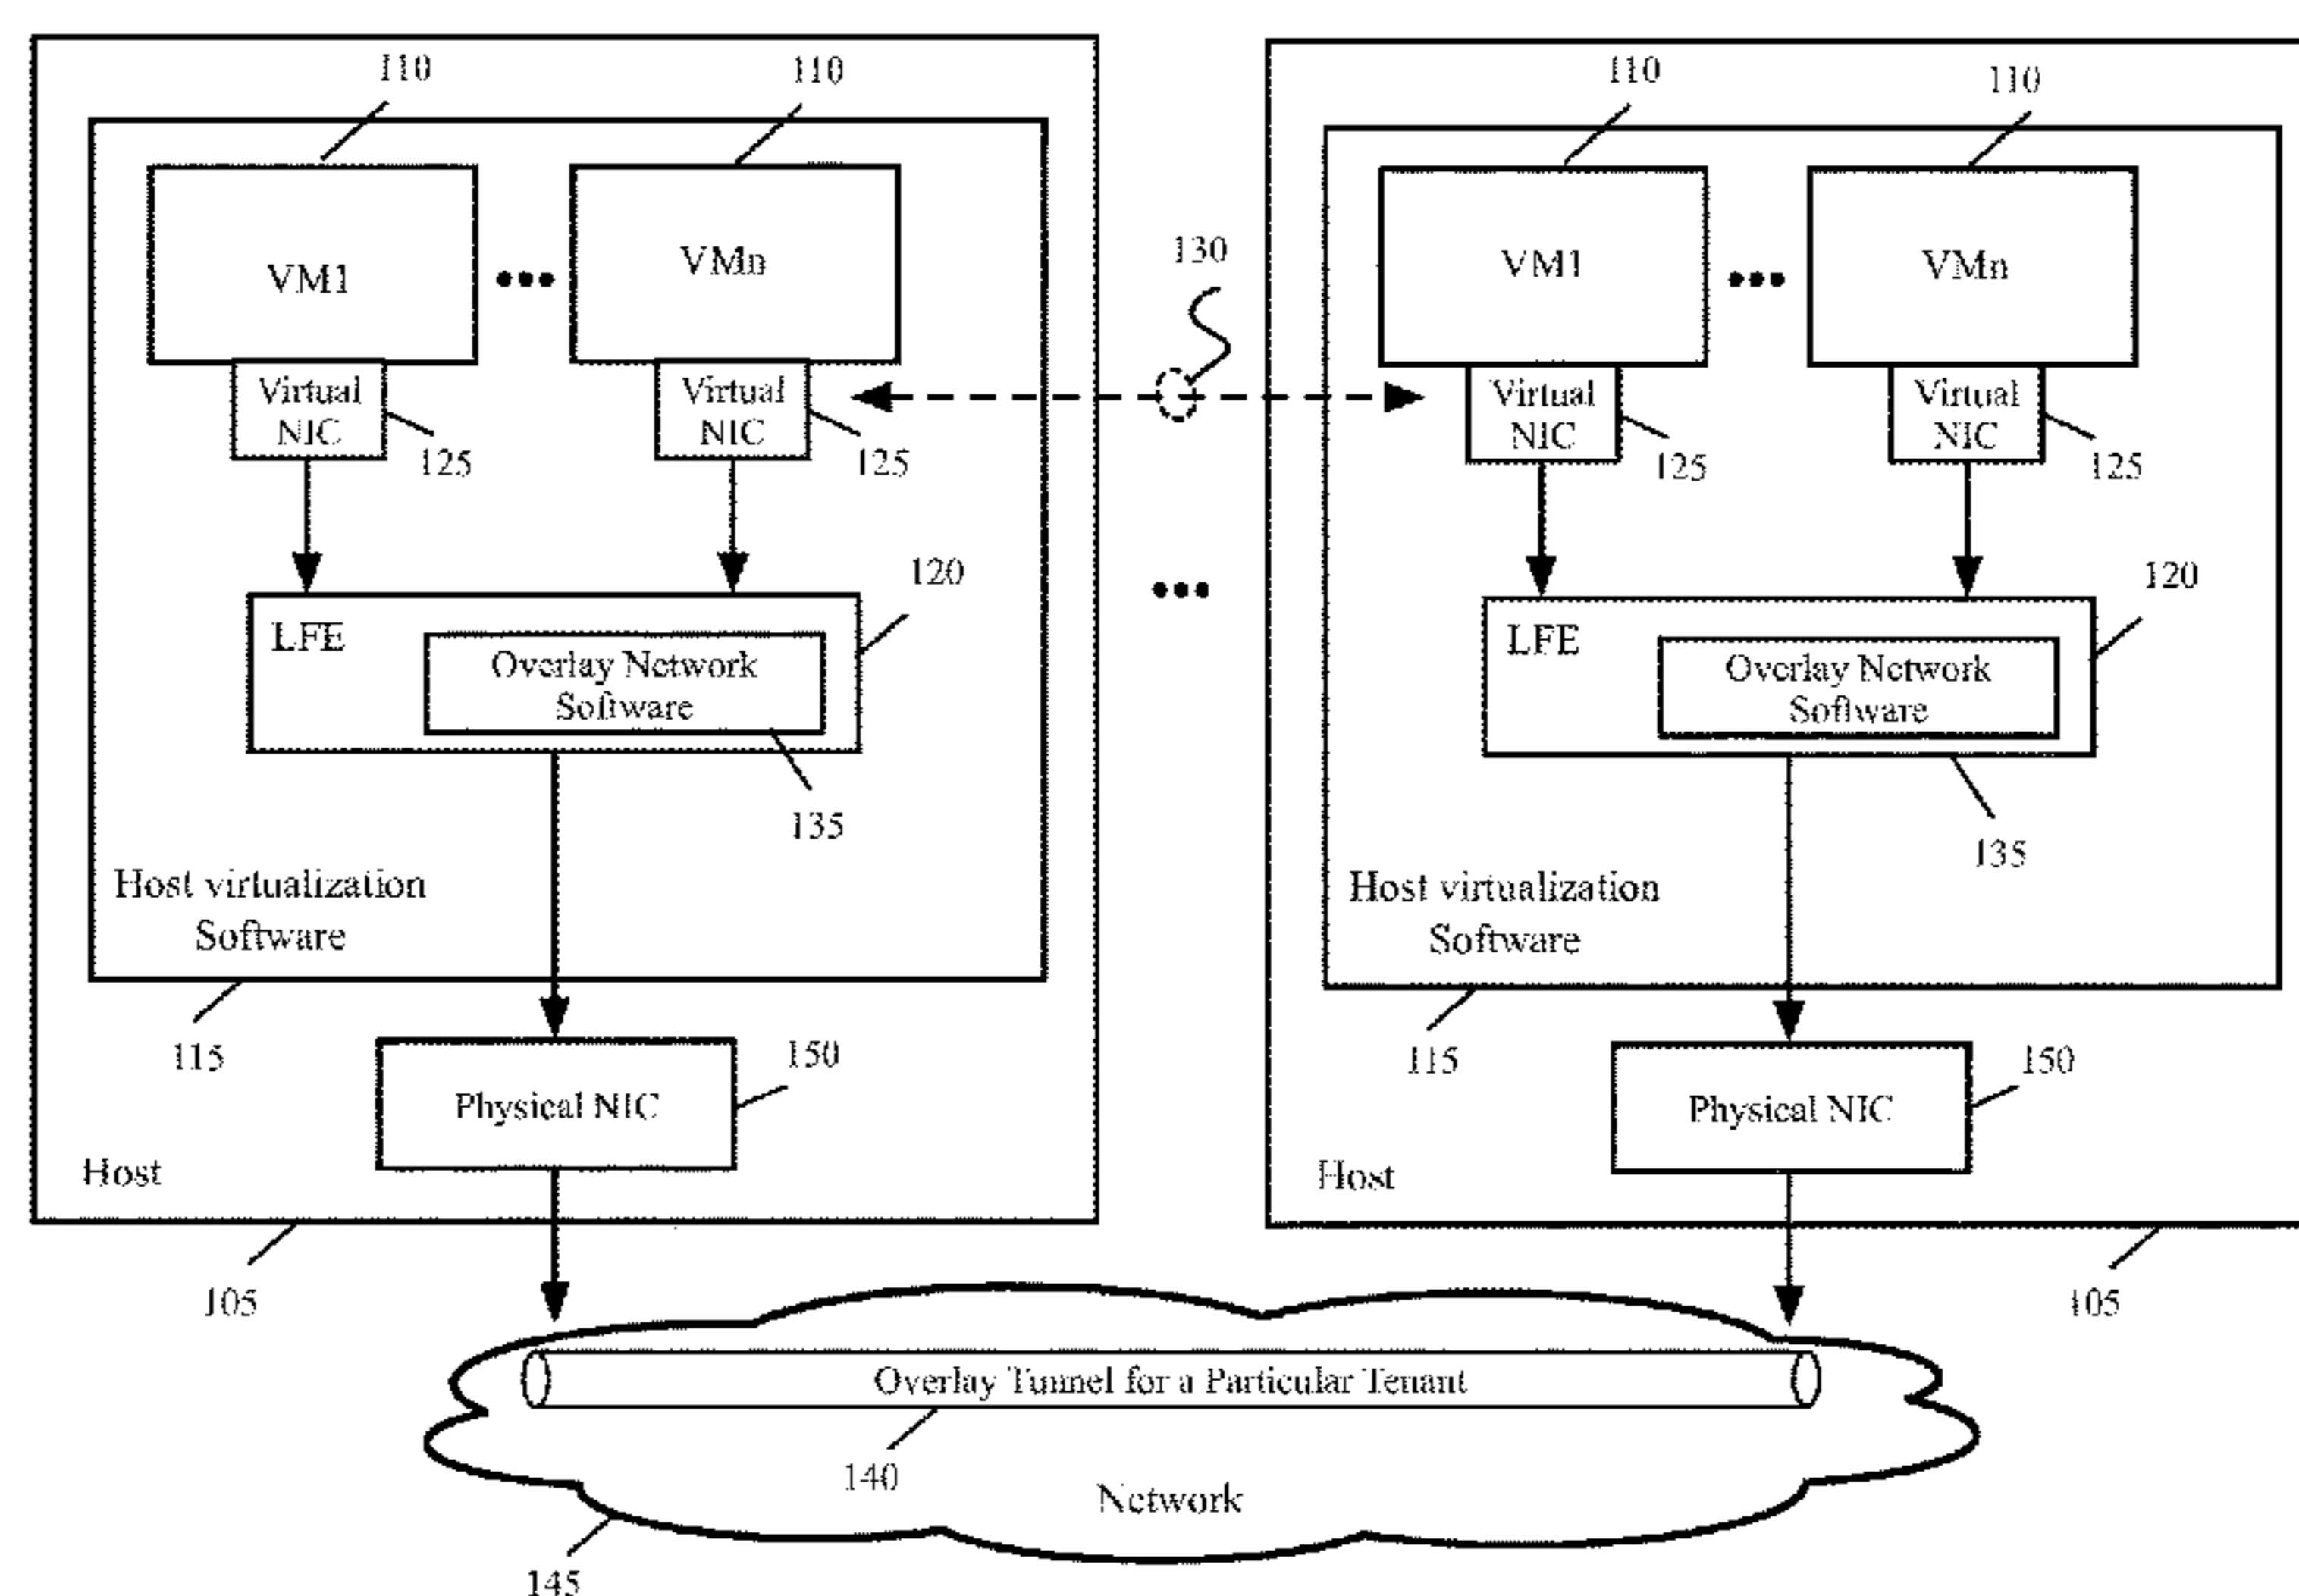 110
110
110
110
VM1
•••
VMn
130
VM1
•••
VMn
Virtual
NIC
125
Virtual
NIC
125
Virtual
NIC
125
Virtual
NIC
125
•••
LFE
Overlay Network
Software
120
135
LFE
Overlay Network
Software
120
135
Host virtualization
Software
115
Host virtualization
Software
115
Physical NIC
150
Physical NIC
150
Host
105
Host
105
Overlay Tunnel for a Particular Tenant
140
Network
145